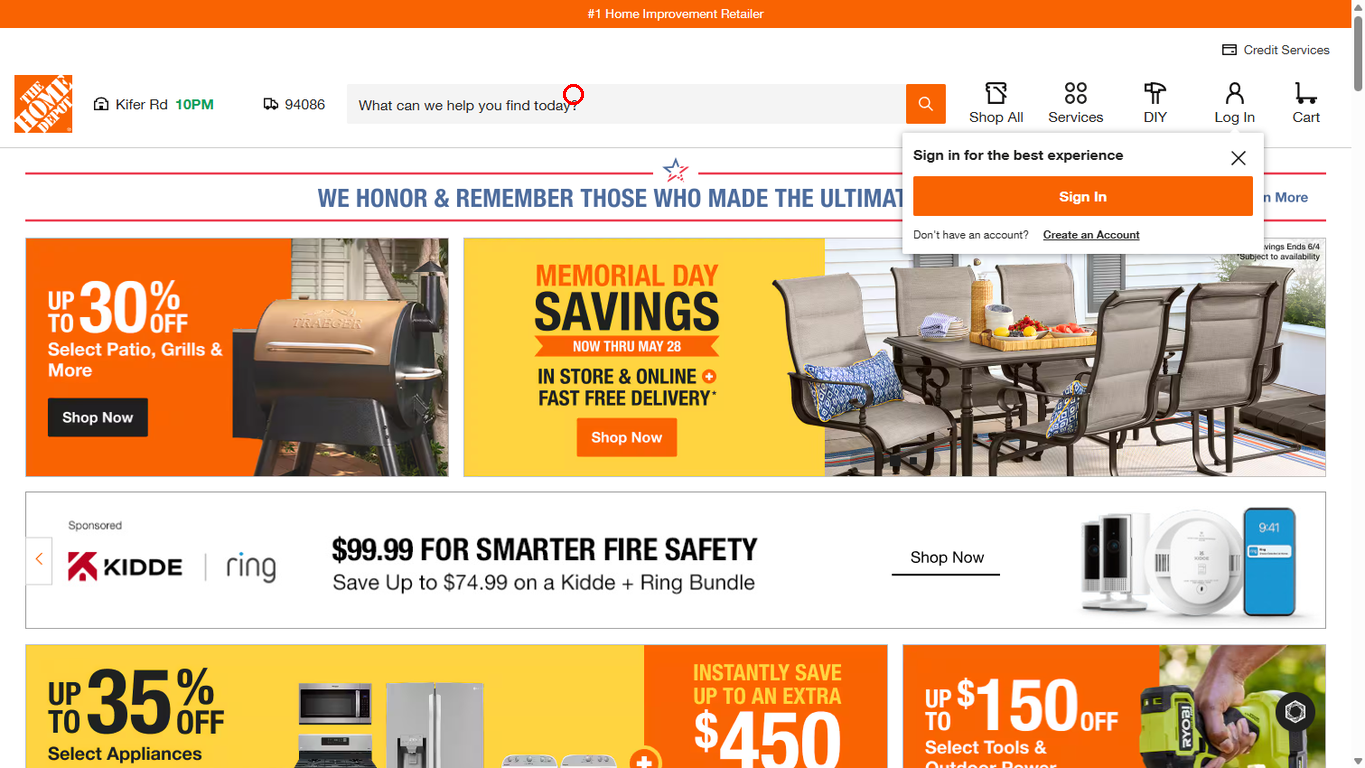 #1 Home Improvement Retailer
Credit Services
THE HOME DEPOT
Kifer Rd 10PM
94086
What can we help you find today?
Shop All
Services
DIY
Log In
Cart
Sign in for the best experience
Sign In
Don't have an account? Create an Account
WE HONOR & REMEMBER THOSE WHO MADE THE ULTIMAT
n More
UP TO 30% OFF
Select Patio, Grills &
More
Shop Now
TRAEGER
MEMORIAL DAY
SAVINGS
NOW THRU MAY 28
IN STORE & ONLINE +
FAST FREE DELIVERY*
Shop Now
avings Ends 6/4
*Subject to availability
Sponsored
KIDDE | ring
$99.99 FOR SMARTER FIRE SAFETY
Save Up to $74.99 on a Kidde + Ring Bundle
Shop Now
9:41
UP TO 35% OFF
Select Appliances
INSTANTLY SAVE
UP TO AN EXTRA
$450
UP TO $150 OFF
Select Tools &
Outdoor Power
RYOBI